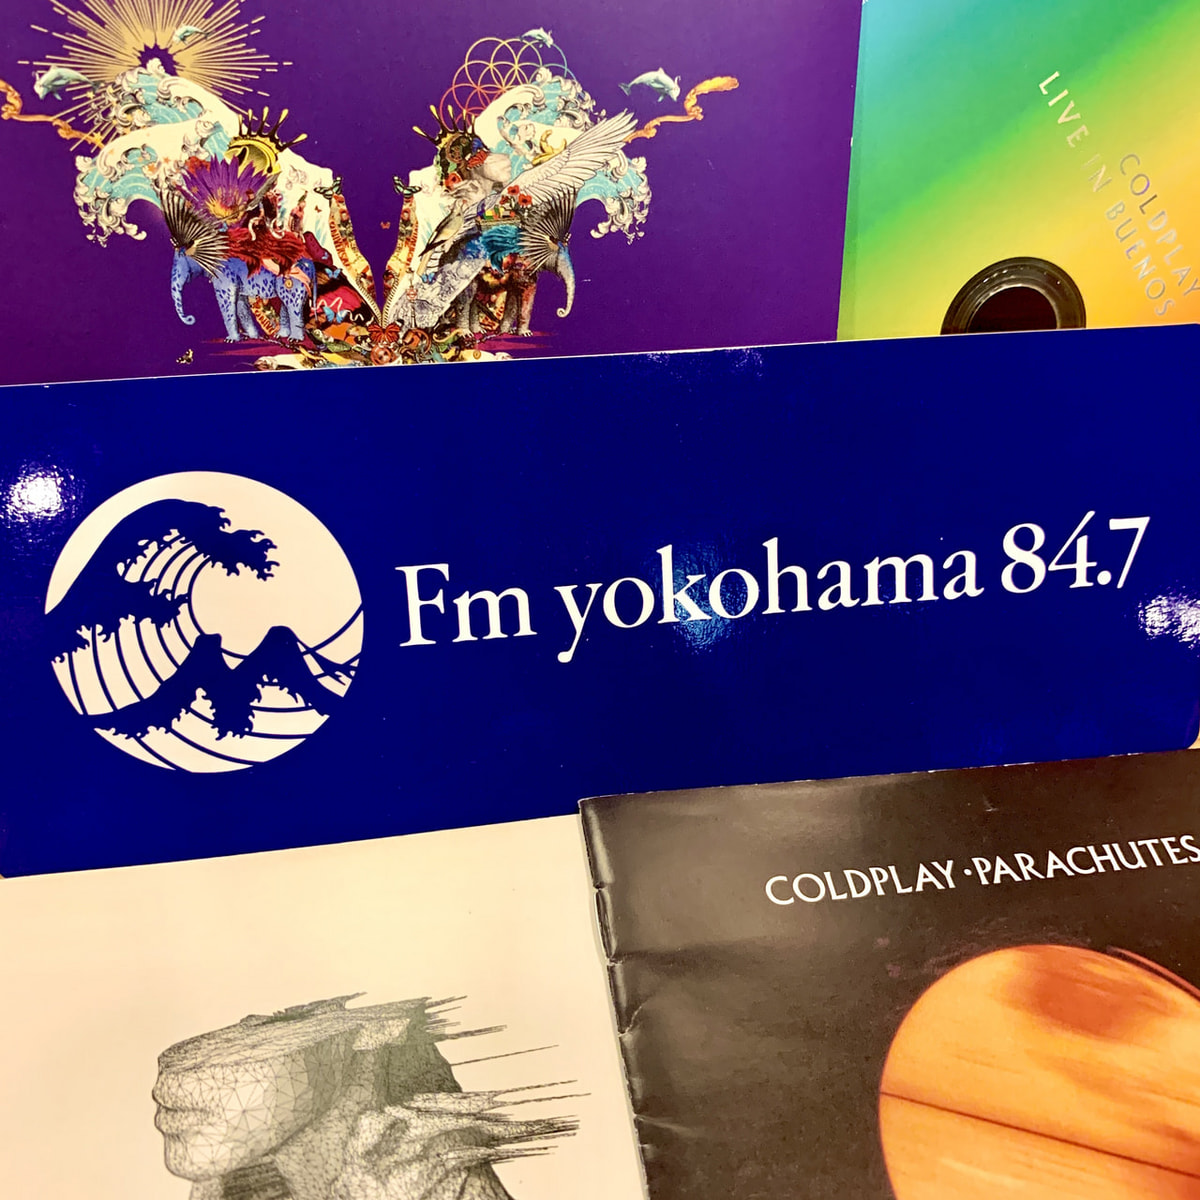 LIVE IN BUENOS
COLDPLAY
Fm yokohama 84.7
COLDPLAY·PARACHUTES